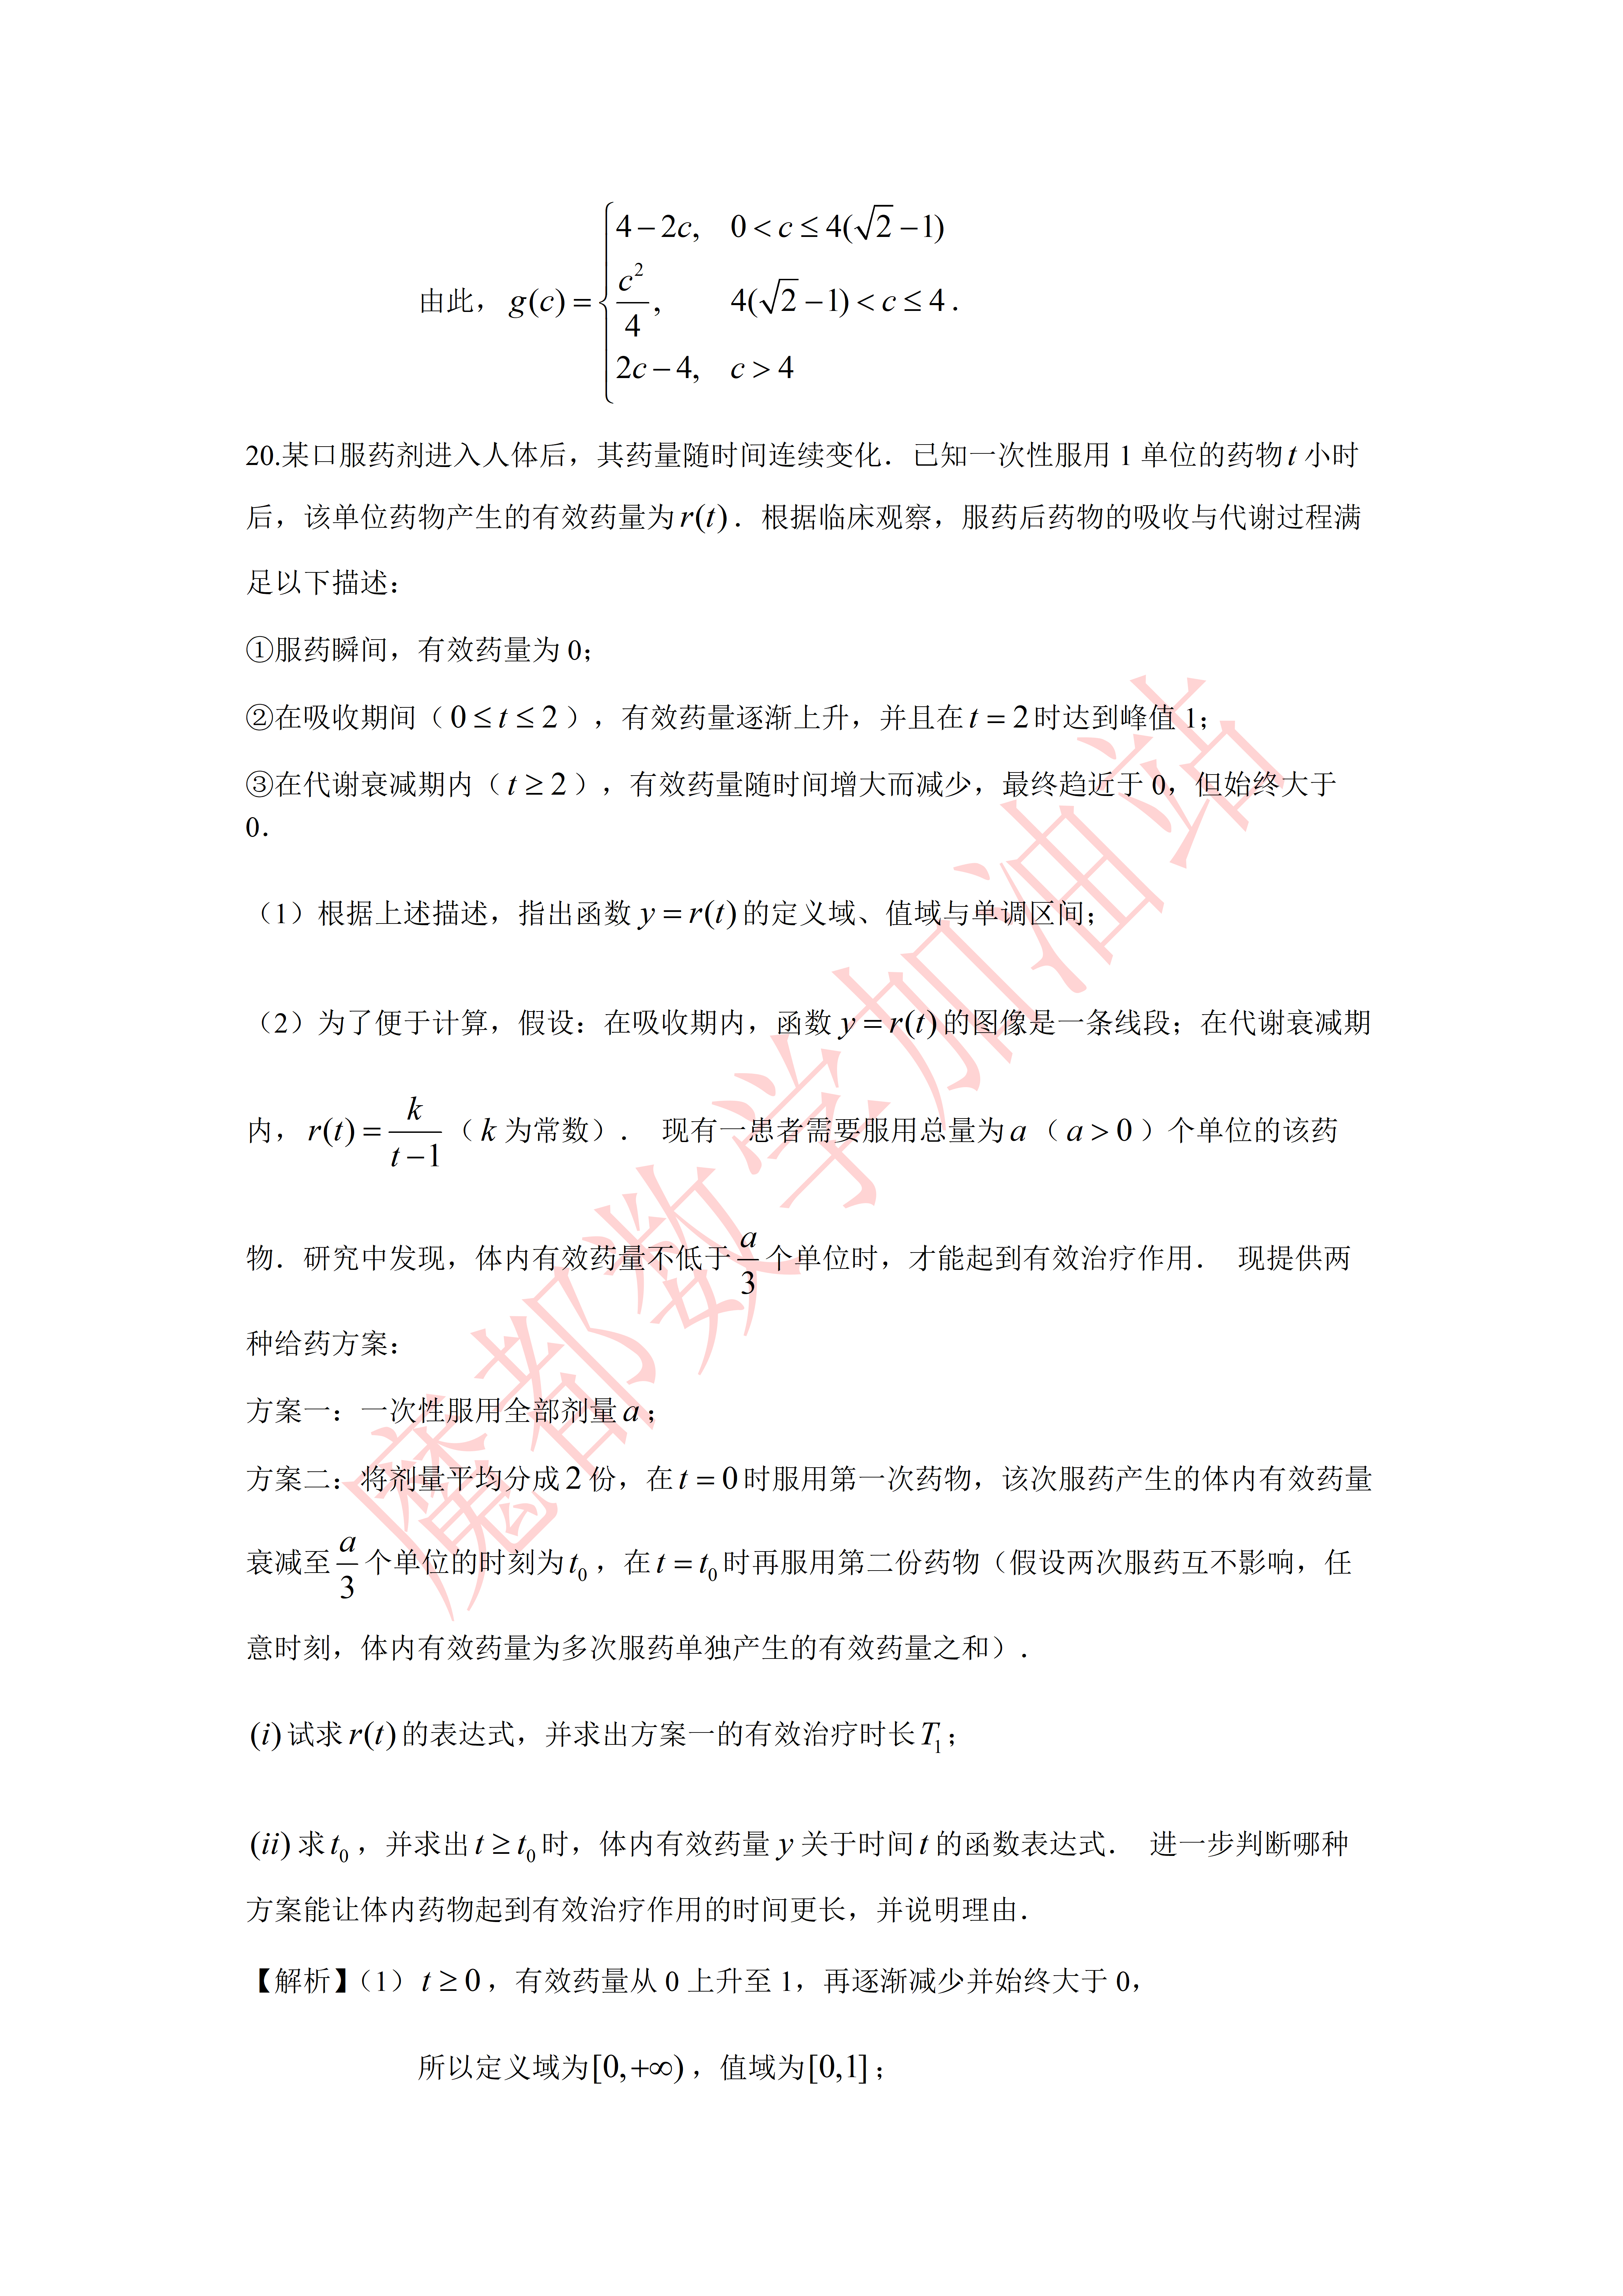 由此，g(c) = { 4 − 2c, 0 < c ≤ 4(√2 − 1)
c²/4, 4(√2 − 1) < c ≤ 4 .
2c − 4, c > 4
20.某口服药剂进入人体后，其药量随时间连续变化．已知一次性服用 1 单位的药物 t 小时
后，该单位药物产生的有效药量为 r(t)．根据临床观察，服药后药物的吸收与代谢过程满
足以下描述：
①服药瞬间，有效药量为 0；
②在吸收期间（0 ≤ t ≤ 2），有效药量逐渐上升，并且在 t = 2 时达到峰值 1；
③在代谢衰减期内（t ≥ 2），有效药量随时间增大而减少，最终趋近于 0，但始终大于
0．
（1）根据上述描述，指出函数 y = r(t) 的定义域、值域与单调区间；
（2）为了便于计算，假设：在吸收期内，函数 y = r(t) 的图像是一条线段；在代谢衰减期
内，r(t) = k/(t − 1)（k 为常数）． 现有一患者需要服用总量为 a（a > 0）个单位的该药
物．研究中发现，体内有效药量不低于 a/3 个单位时，才能起到有效治疗作用． 现提供两
种给药方案：
方案一：一次性服用全部剂量 a；
方案二：将剂量平均分成 2 份，在 t = 0 时服用第一次药物，该次服药产生的体内有效药量
衰减至 a/3 个单位的时刻为 t₀，在 t = t₀ 时再服用第二份药物（假设两次服药互不影响，任
意时刻，体内有效药量为多次服药单独产生的有效药量之和）．
(i) 试求 r(t) 的表达式，并求出方案一的有效治疗时长 T₁；
(ii) 求 t₀，并求出 t ≥ t₀ 时，体内有效药量 y 关于时间 t 的函数表达式． 进一步判断哪种
方案能让体内药物起到有效治疗作用的时间更长，并说明理由．
【解析】（1）t ≥ 0，有效药量从 0 上升至 1，再逐渐减少并始终大于 0，
所以定义域为[0, +∞)，值域为[0,1]；
魔都数学加油站